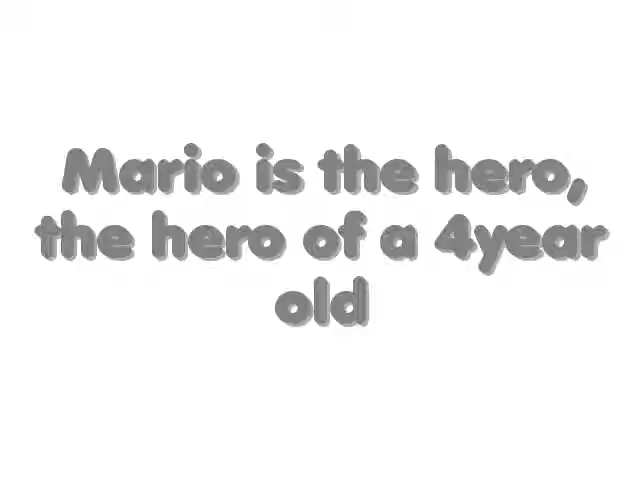 Mario is the hero,
the hero of a 4year
old